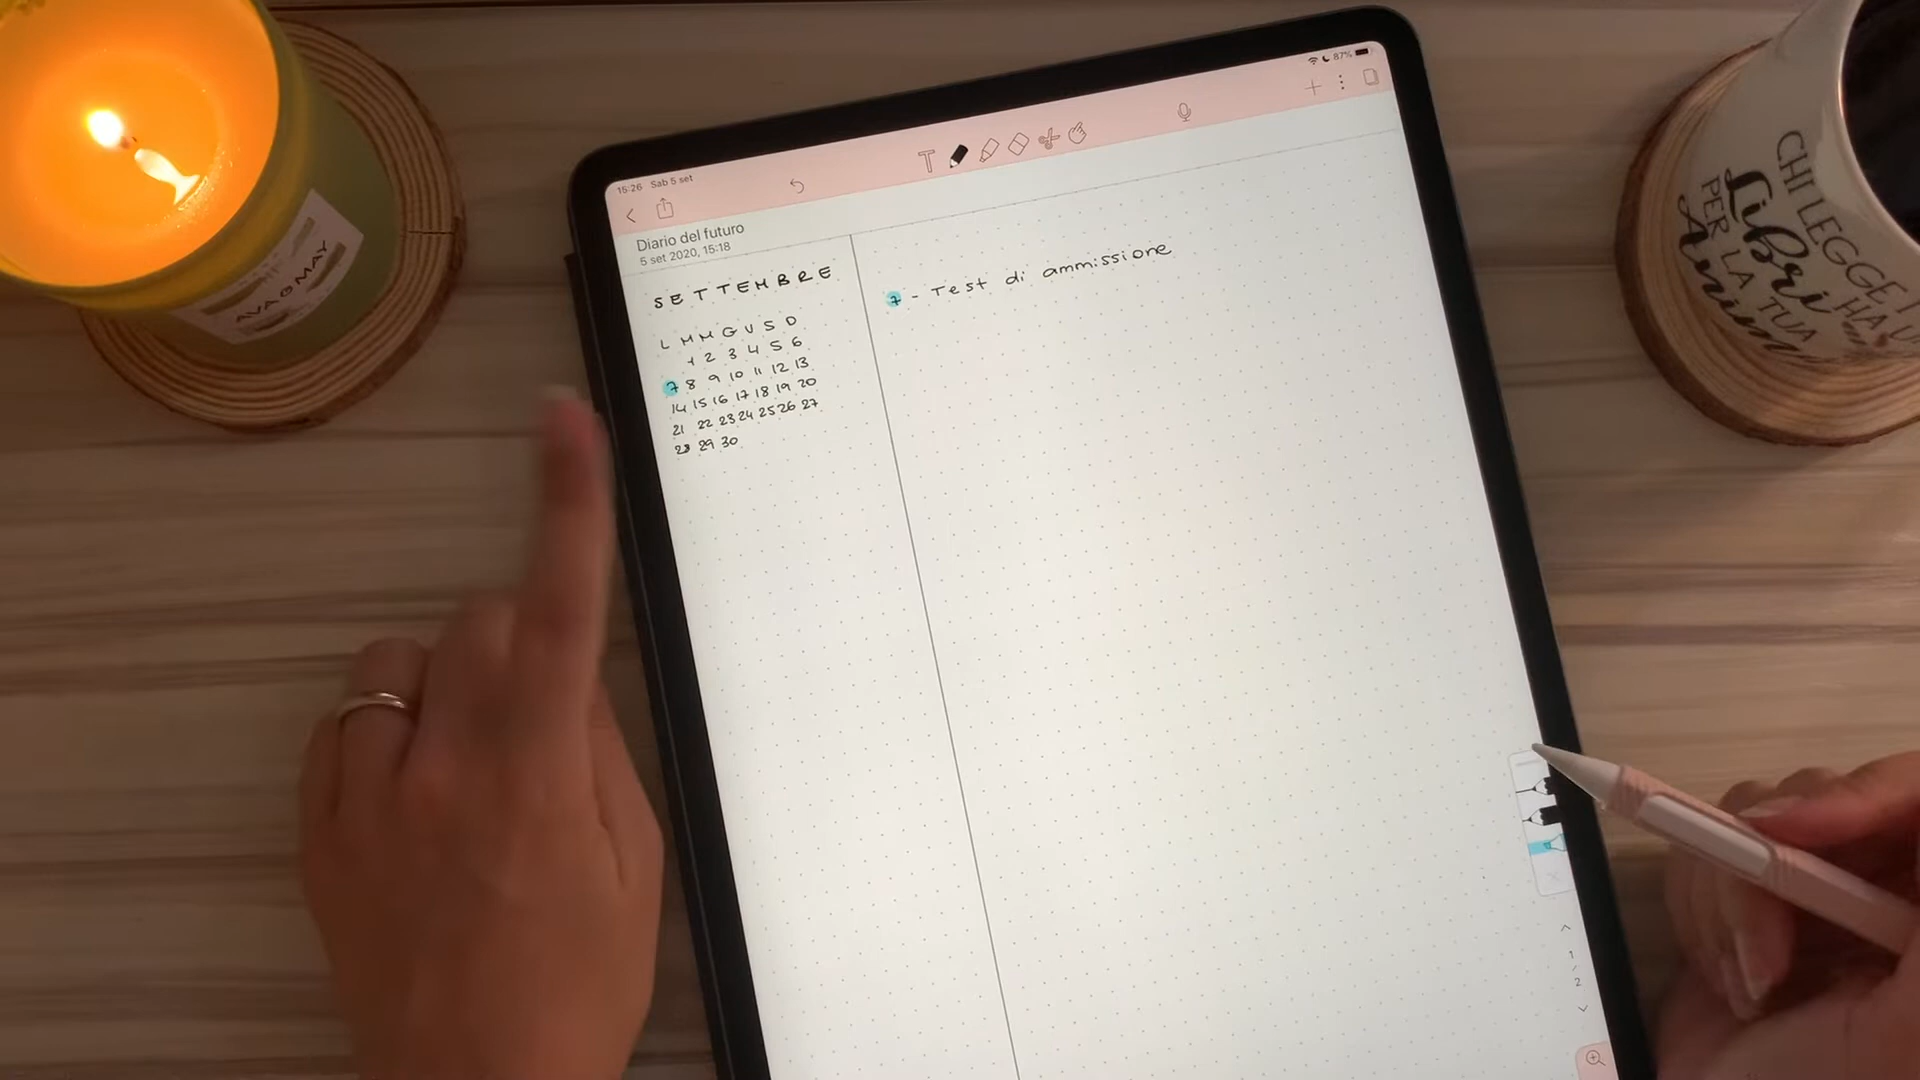 15:26 Sab 5 set
87%
Diario del futuro
5 set 2020, 15:18
SETTEMBRE
L M M G V S D
1 2 3 4 5 6
7 8 9 10 11 12 13
14 15 16 17 18 19 20
21 22 23 24 25 26 27
28 29 30
7 - Test di ammissione
1
/
2
AVA & MAY
CHI LEGGE
Libri HA
PER LA TUA